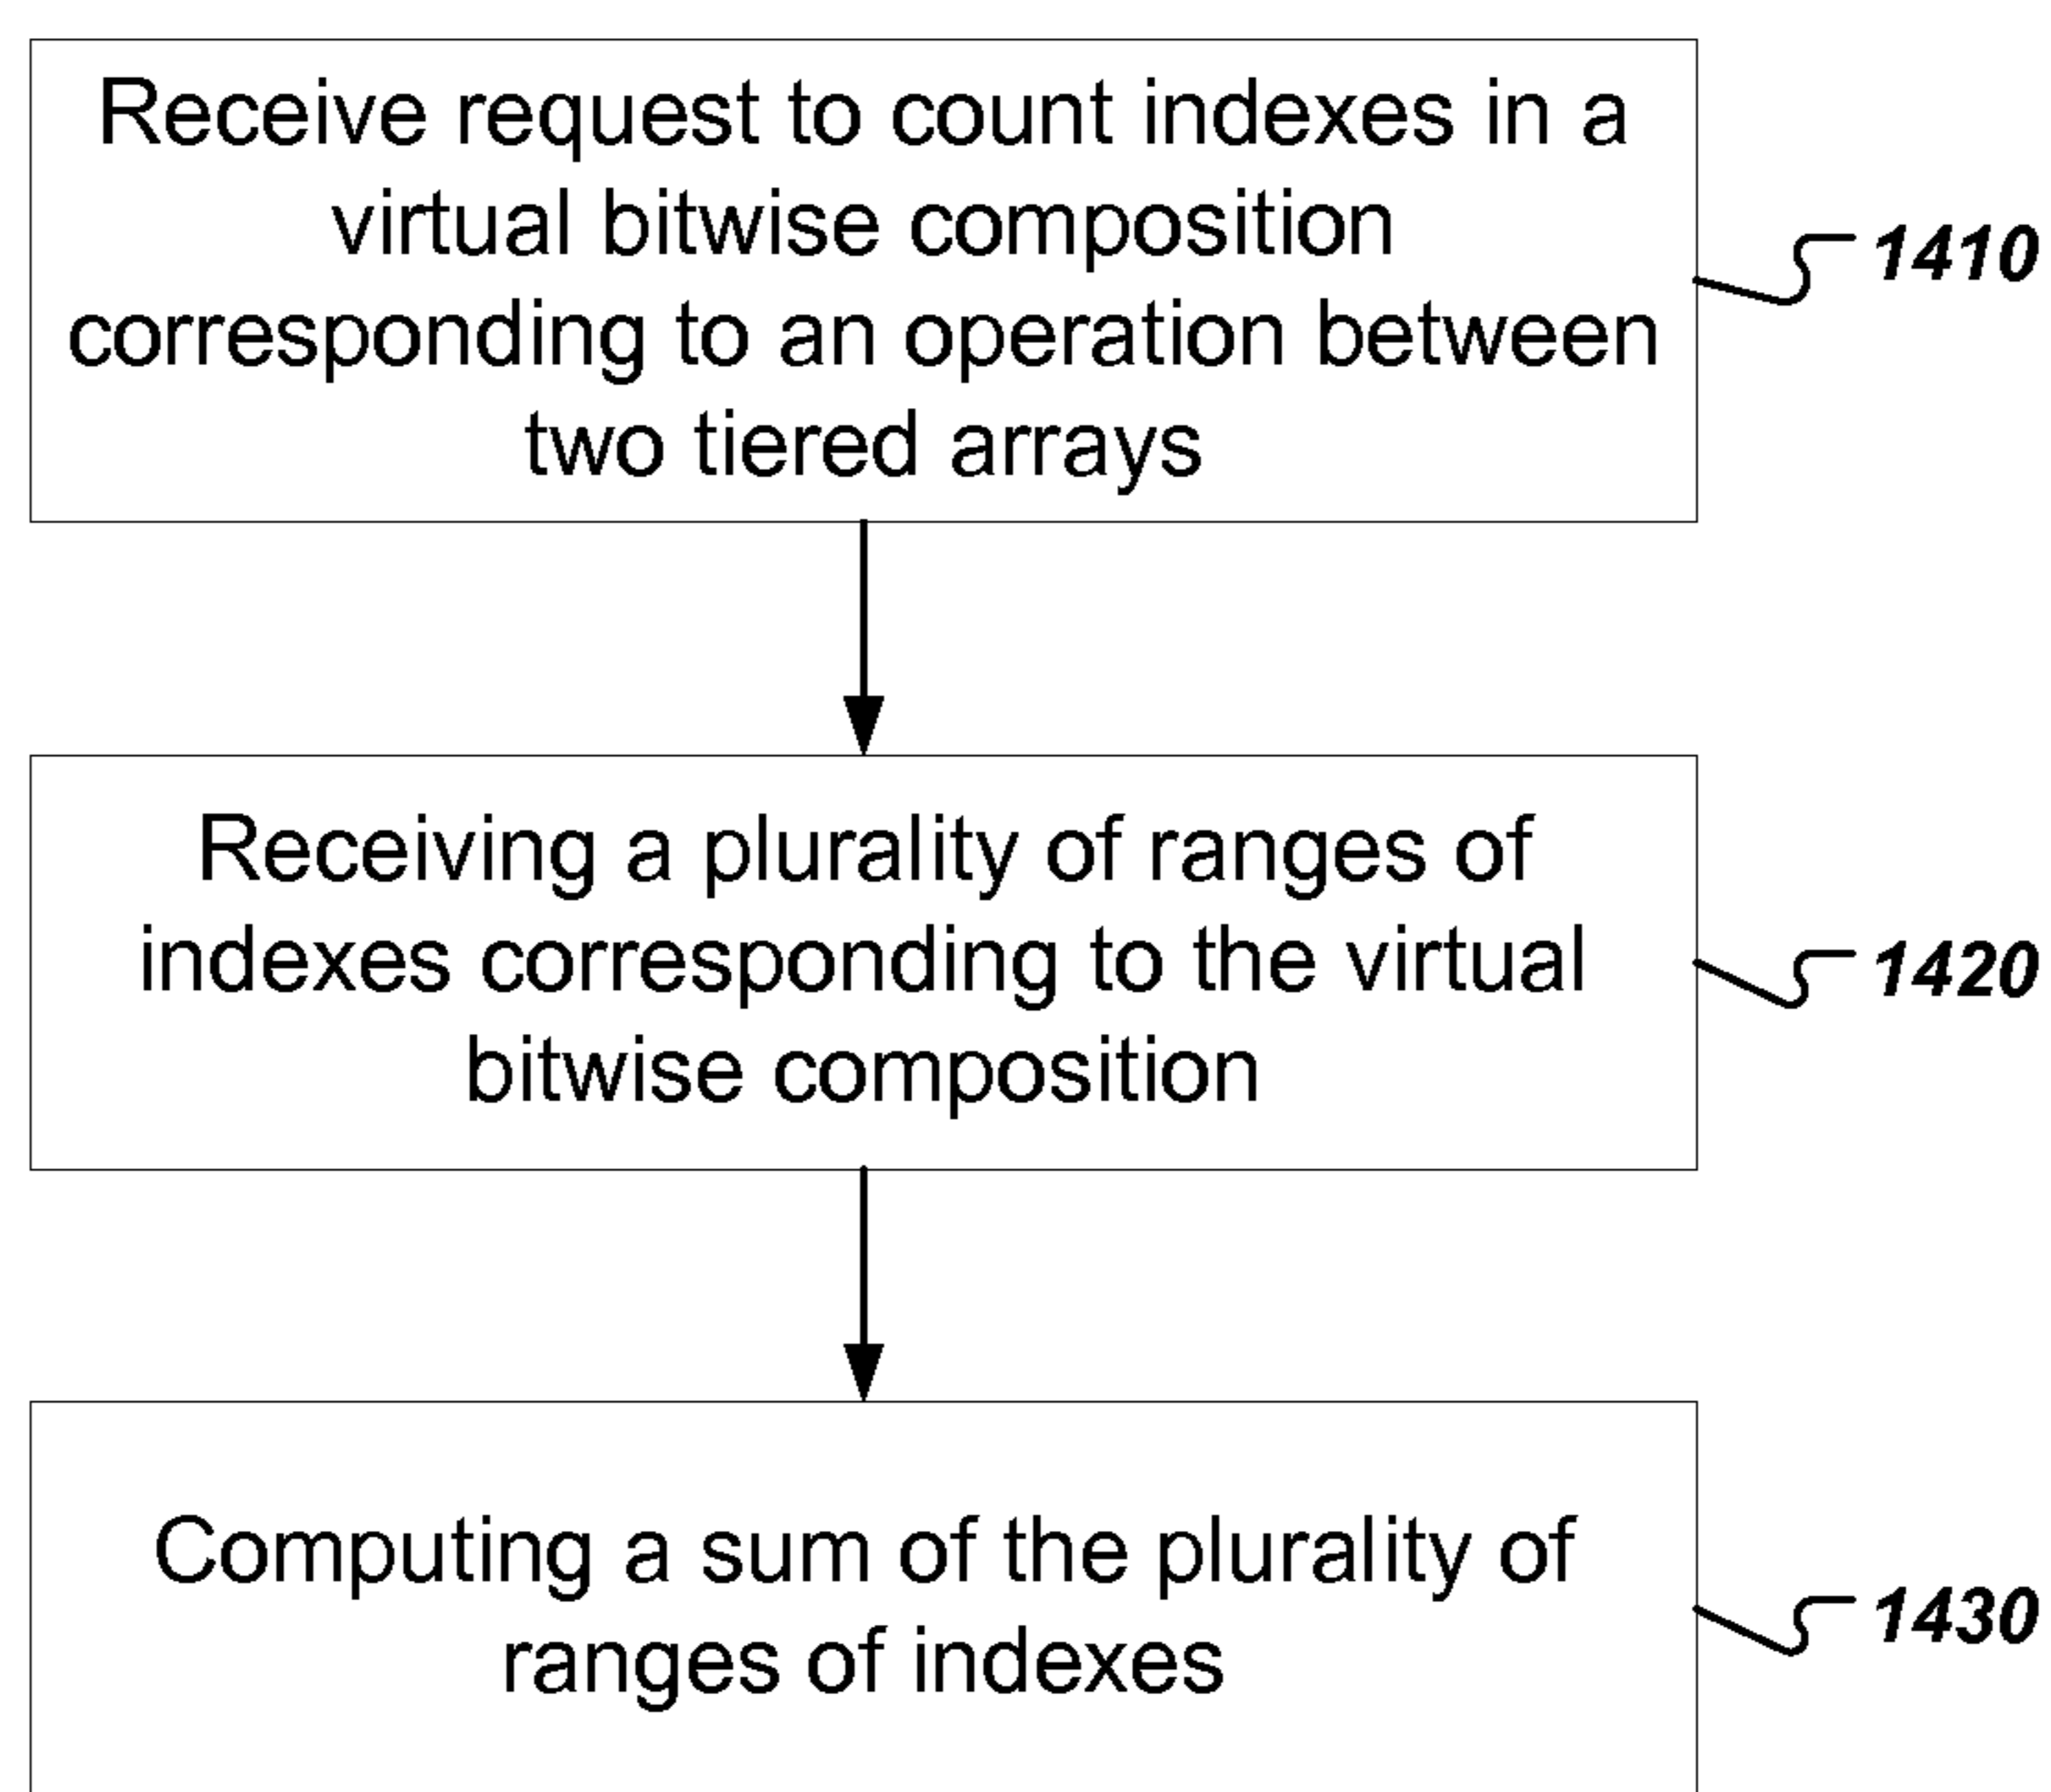 Receive request to count indexes in a
virtual bitwise composition
corresponding to an operation between
two tiered arrays
1410
Receiving a plurality of ranges of
indexes corresponding to the virtual
bitwise composition
1420
Computing a sum of the plurality of
ranges of indexes
1430